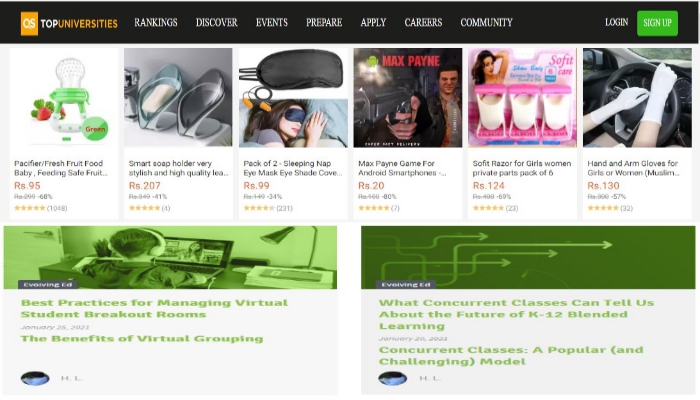 QS TOPUNIVERSITIES RANKINGS DISCOVER EVENTS PREPARE APPLY CAREERS COMMUNITY LOGIN SIGN UP
Green
Pacifier/Fresh Fruit Food
Baby , Feeding Safe Fruit...
Rs.95
Rs.299 -68%
(1048)
Smart soap holder very
stylish and high quality lea...
Rs.207
Rs.349 -41%
(4)
Pack of 2 - Sleeping Nap
Eye Mask Eye Shade Cove...
Rs.99
Rs.149 -34%
(231)
MAX PAYNE
Max Payne Game For
Android Smartphones -...
Rs.20
Rs.100 -80%
(7)
Sofit
care
Sofit Razor for Girls women
private parts pack of 6
Rs.124
Rs.400 -69%
(23)
Hand and Arm Gloves for
Girls or Women (Muslim...
Rs.130
Rs.300 -57%
(32)
Evolving Ed
Best Practices for Managing Virtual
Student Breakout Rooms
January 25, 2021
The Benefits of Virtual Grouping
H. L.
Evolving Ed
What Concurrent Classes Can Tell Us
About the Future of K-12 Blended
Learning
January 20, 2021
Concurrent Classes: A Popular (and
Challenging) Model
H. L.